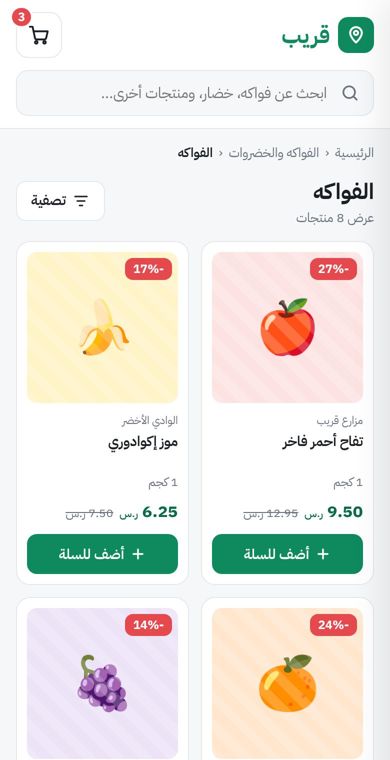 قريب
3
ابحث عن فواكه، خضار، ومنتجات أخرى...
الرئيسية › الفواكه والخضروات › الفواكه
الفواكه
عرض 8 منتجات
تصفية
-27%
مزارع قريب
تفاح أحمر فاخر
1 كجم
9.50 ر.س 12.95 ر.س
+ أضف للسلة
-17%
الوادي الأخضر
موز إكوادوري
1 كجم
6.25 ر.س 7.50 ر.س
+ أضف للسلة
-24%
-14%